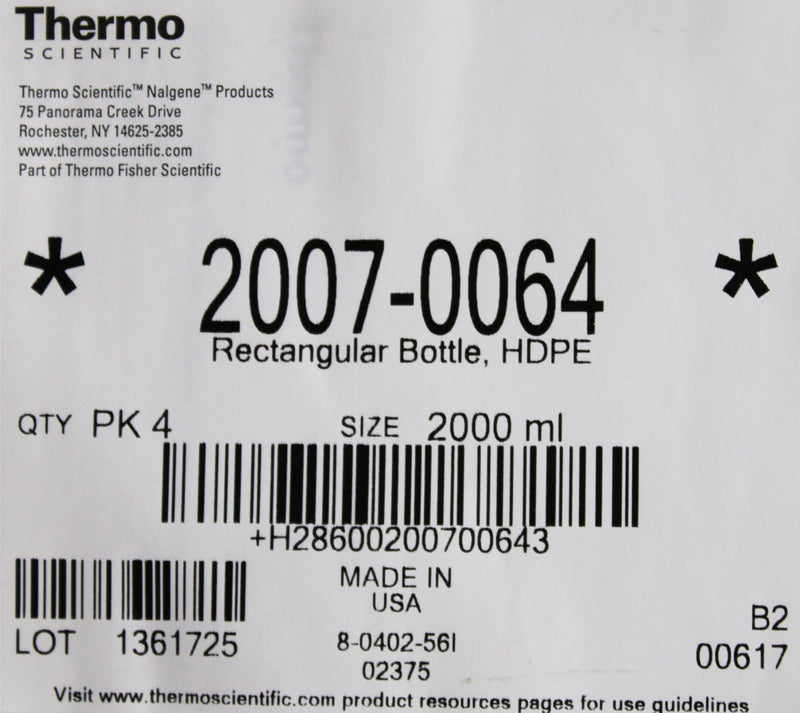 Thermo
SCIENTIFIC
Thermo Scientific™ Nalgene™ Products
75 Panorama Creek Drive
Rochester, NY 14625-2385
www.thermoscientific.com
Part of Thermo Fisher Scientific
* 2007-0064 *
Rectangular Bottle, HDPE
QTY PK 4 SIZE 2000 ml
+H28600200700643
MADE IN
USA
LOT 1361725
8-0402-56I
02375
B2
00617
Visit www.thermoscientific.com product resources pages for use guidelines